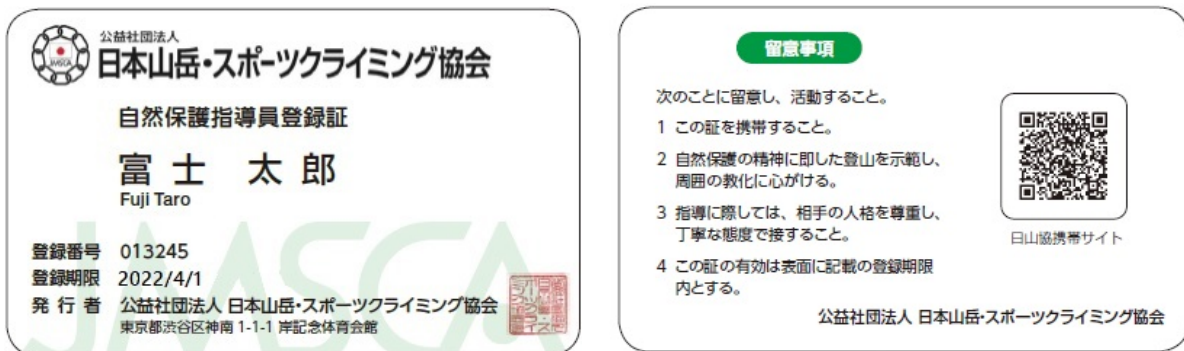 公益社団法人
日本山岳・スポーツクライミング協会
JMSCA
自然保護指導員登録証
富士 太郎
Fuji Taro
登録番号 013245
登録期限 2022/4/1
発行者 公益社団法人 日本山岳・スポーツクライミング協会
東京都渋谷区神南 1-1-1 岸記念体育会館
JMSCA
留意事項
次のことに留意し、活動すること。
1 この証を携帯すること。
2 自然保護の精神に即した登山を示範し、
周囲の教化に心がける。
3 指導に際しては、相手の人格を尊重し、
丁寧な態度で接すること。
4 この証の有効は表面に記載の登録期限
内とする。
日山協携帯サイト
公益社団法人 日本山岳・スポーツクライミング協会